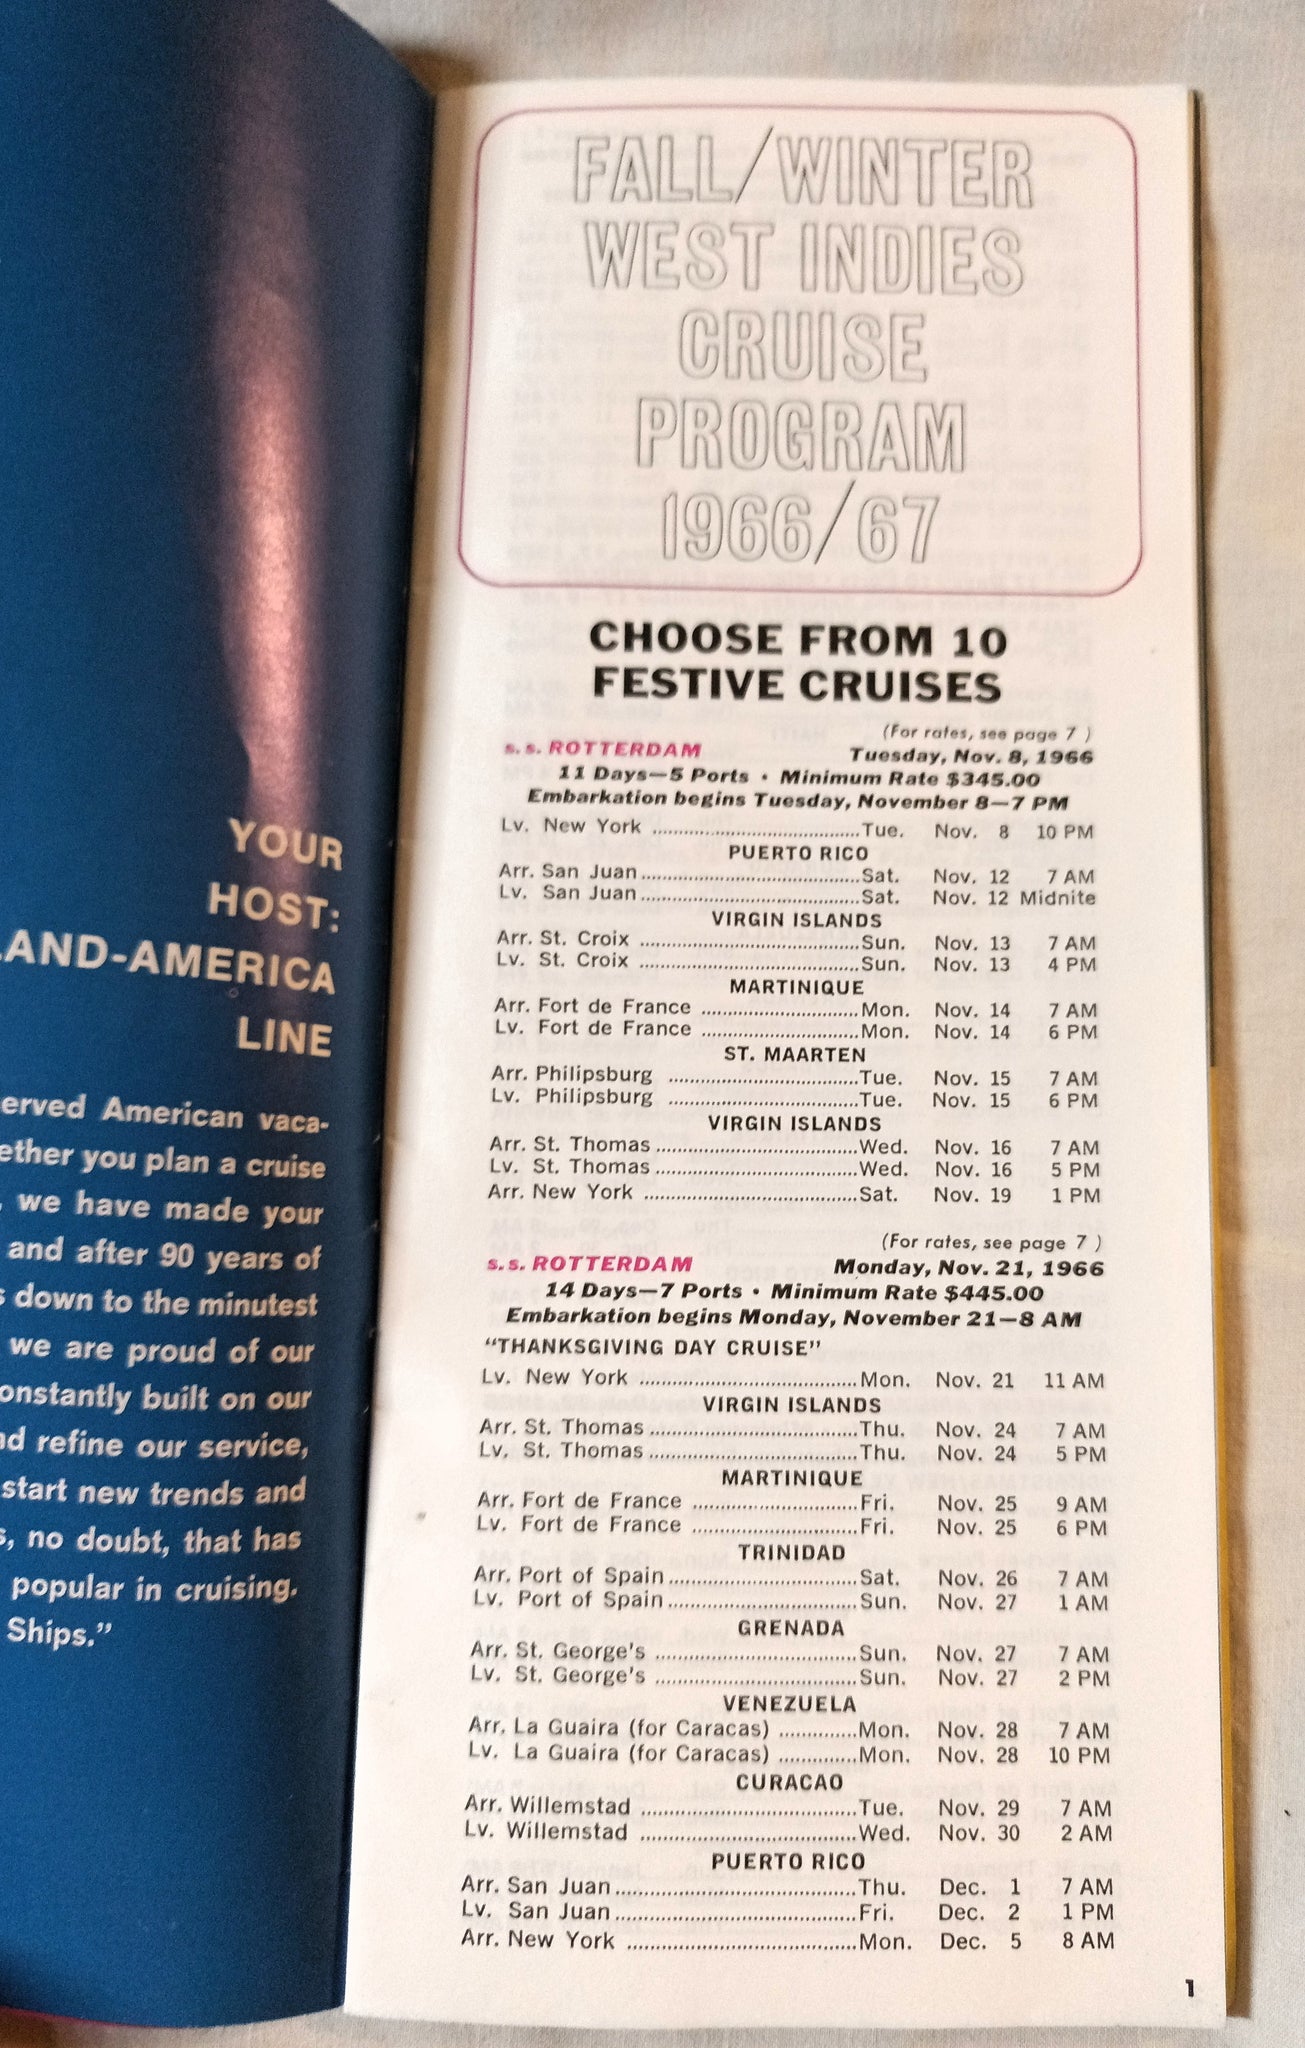 YOUR
HOST:
LAND-AMERICA
LINE
erved American vaca-
ether you plan a cruise
, we have made your
and after 90 years of
s down to the minutest
we are proud of our
onstantly built on our
nd refine our service,
start new trends and
s, no doubt, that has
popular in cruising.
Ships.”
FALL/WINTER
WEST INDIES
CRUISE
PROGRAM
1966/67
CHOOSE FROM 10
FESTIVE CRUISES
(For rates, see page 7 )
s.s. ROTTERDAM Tuesday, Nov. 8, 1966
11 Days—5 Ports • Minimum Rate $345.00
Embarkation begins Tuesday, November 8—7 PM
Lv. New York ........ Tue. Nov. 8 10 PM
PUERTO RICO
Arr. San Juan ........ Sat. Nov. 12 7 AM
Lv. San Juan ........ Sat. Nov. 12 Midnite
VIRGIN ISLANDS
Arr. St. Croix ........ Sun. Nov. 13 7 AM
Lv. St. Croix ........ Sun. Nov. 13 4 PM
MARTINIQUE
Arr. Fort de France ........ Mon. Nov. 14 7 AM
Lv. Fort de France ........ Mon. Nov. 14 6 PM
ST. MAARTEN
Arr. Philipsburg ........ Tue. Nov. 15 7 AM
Lv. Philipsburg ........ Tue. Nov. 15 6 PM
VIRGIN ISLANDS
Arr. St. Thomas ........ Wed. Nov. 16 7 AM
Lv. St. Thomas ........ Wed. Nov. 16 5 PM
Arr. New York ........ Sat. Nov. 19 1 PM
(For rates, see page 7 )
s.s. ROTTERDAM Monday, Nov. 21, 1966
14 Days—7 Ports • Minimum Rate $445.00
Embarkation begins Monday, November 21—8 AM
“THANKSGIVING DAY CRUISE”
Lv. New York ........ Mon. Nov. 21 11 AM
VIRGIN ISLANDS
Arr. St. Thomas ........ Thu. Nov. 24 7 AM
Lv. St. Thomas ........ Thu. Nov. 24 5 PM
MARTINIQUE
Arr. Fort de France ........ Fri. Nov. 25 9 AM
Lv. Fort de France ........ Fri. Nov. 25 6 PM
TRINIDAD
Arr. Port of Spain ........ Sat. Nov. 26 7 AM
Lv. Port of Spain ........ Sun. Nov. 27 1 AM
GRENADA
Arr. St. George's ........ Sun. Nov. 27 7 AM
Lv. St. George's ........ Sun. Nov. 27 2 PM
VENEZUELA
Arr. La Guaira (for Caracas) ........ Mon. Nov. 28 7 AM
Lv. La Guaira (for Caracas) ........ Mon. Nov. 28 10 PM
CURACAO
Arr. Willemstad ........ Tue. Nov. 29 7 AM
Lv. Willemstad ........ Wed. Nov. 30 2 AM
PUERTO RICO
Arr. San Juan ........ Thu. Dec. 1 7 AM
Lv. San Juan ........ Fri. Dec. 2 1 PM
Arr. New York ........ Mon. Dec. 5 8 AM
1